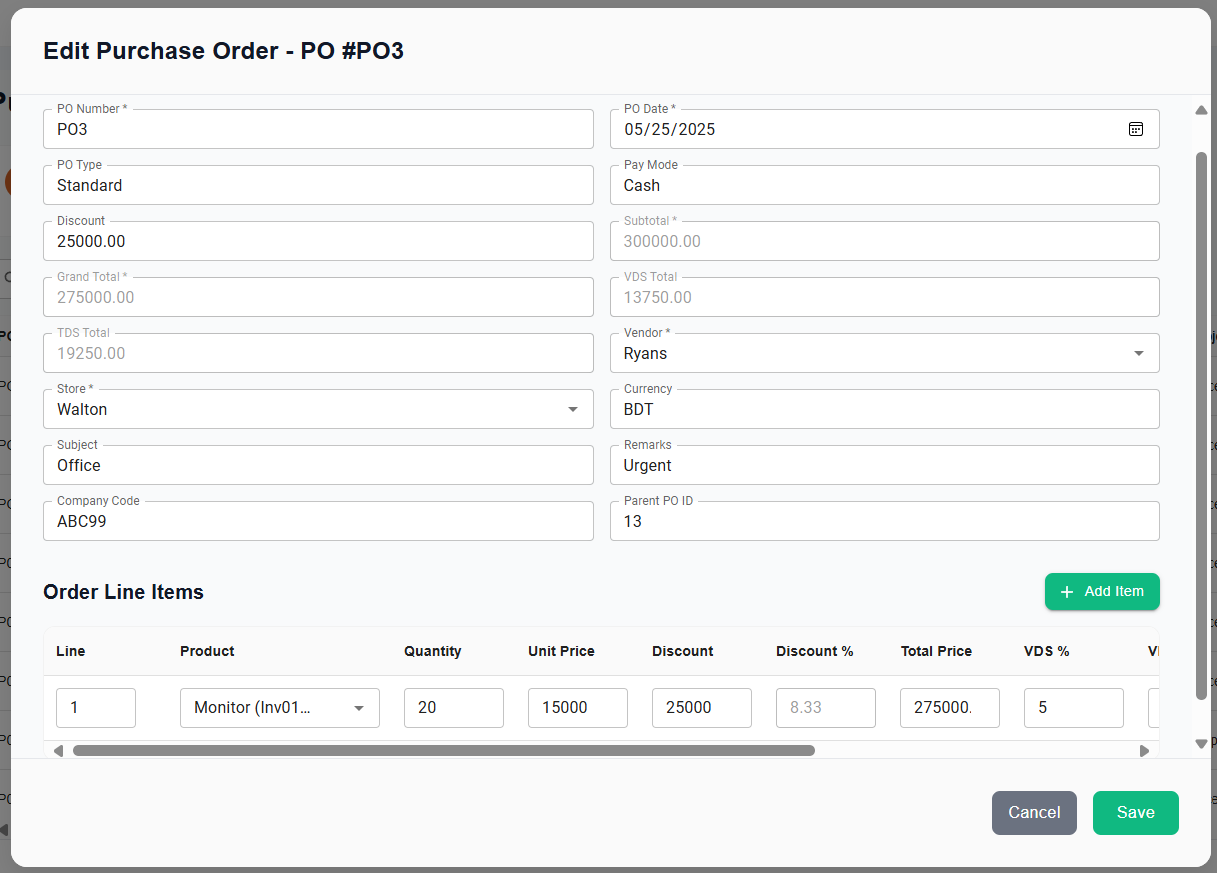 Edit Purchase Order - PO #PO3
PO Number *
PO3
PO Date *
05/25/2025
PO Type
Standard
Pay Mode
Cash
Discount
25000.00
Subtotal *
300000.00
Grand Total *
275000.00
VDS Total
13750.00
TDS Total
19250.00
Vendor *
Ryans
Store *
Walton
Currency
BDT
Subject
Office
Remarks
Urgent
Company Code
ABC99
Parent PO ID
13
Order Line Items
+ Add Item
Line Product Quantity Unit Price Discount Discount % Total Price VDS %
1 Monitor (Inv01... 20 15000 25000 8.33 275000. 5
Cancel Save